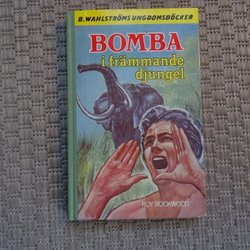 B. WAHLSTRÖMS UNGDOMSBÖCKER
BOMBA
i främmande
djungel
ROY ROCKWOOD